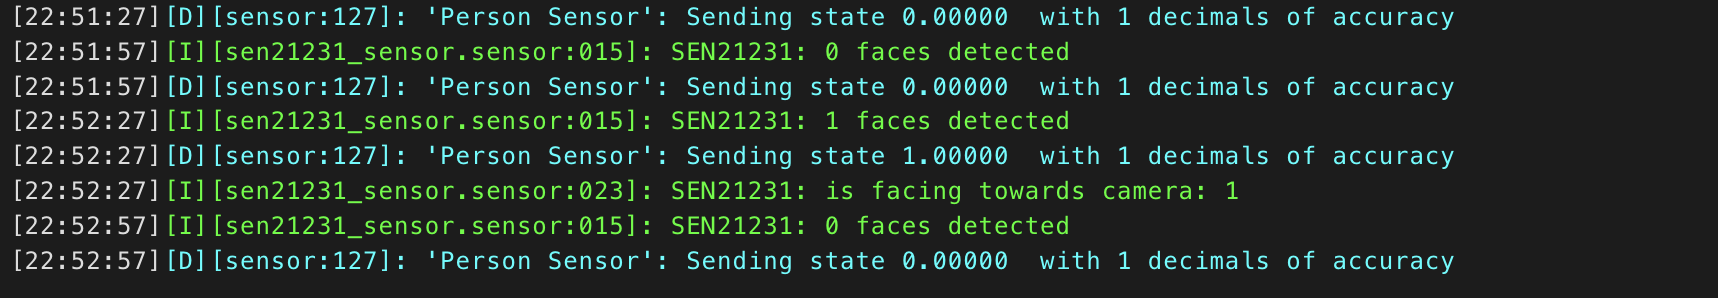 [22:51:27][D][sensor:127]: 'Person Sensor': Sending state 0.00000  with 1 decimals of accuracy
[22:51:57][I][sen21231_sensor.sensor:015]: SEN21231: 0 faces detected
[22:51:57][D][sensor:127]: 'Person Sensor': Sending state 0.00000  with 1 decimals of accuracy
[22:52:27][I][sen21231_sensor.sensor:015]: SEN21231: 1 faces detected
[22:52:27][D][sensor:127]: 'Person Sensor': Sending state 1.00000  with 1 decimals of accuracy
[22:52:27][I][sen21231_sensor.sensor:023]: SEN21231: is facing towards camera: 1
[22:52:57][I][sen21231_sensor.sensor:015]: SEN21231: 0 faces detected
[22:52:57][D][sensor:127]: 'Person Sensor': Sending state 0.00000  with 1 decimals of accuracy